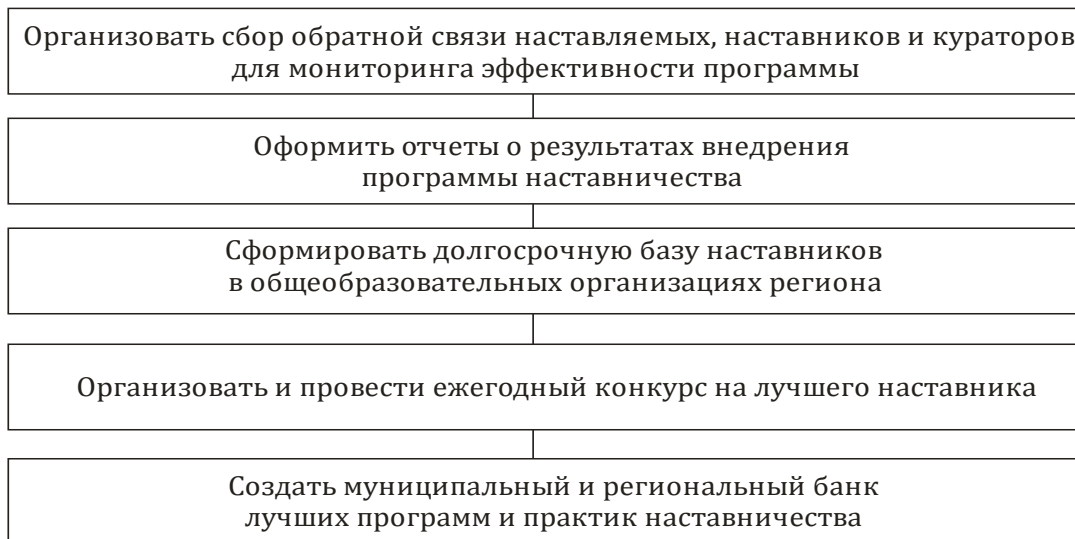 Организовать сбор обратной связи наставляемых, наставников и кураторов
для мониторинга эффективности программы
Оформить отчеты о результатах внедрения
программы наставничества
Сформировать долгосрочную базу наставников
в общеобразовательных организациях региона
Организовать и провести ежегодный конкурс на лучшего наставника
Создать муниципальный и региональный банк
лучших программ и практик наставничества